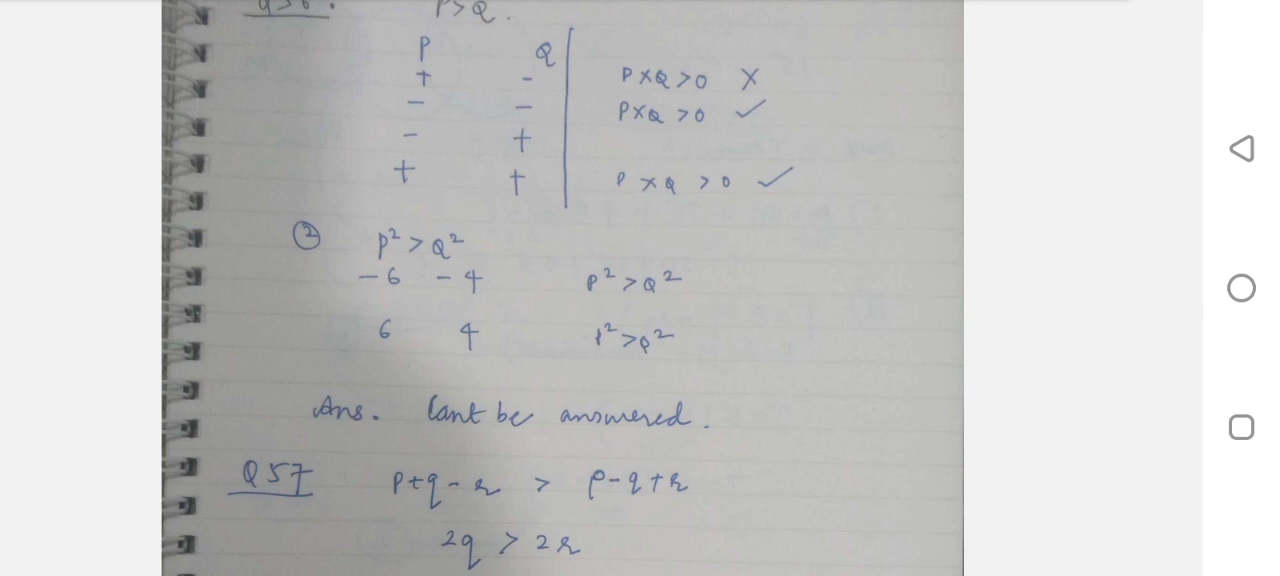 P>Q.
P Q
+ - P×Q>0 ×
- - P×Q>0 ✓
- +
+ + P×Q>0 ✓
② P²>Q²
-6 -4 P²>Q²
6 4 P²>Q²
Ans. Cant be answered.
Q57 p+q-r > p-q+r
2q > 2r